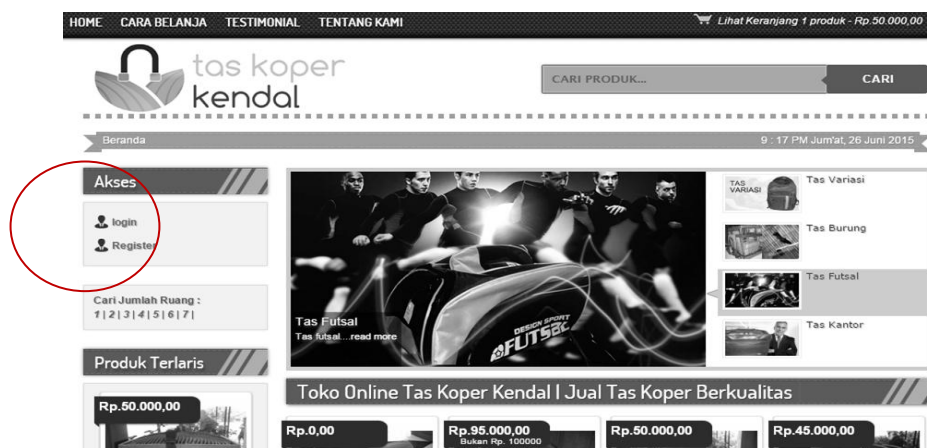 HOME CARA BELANJA TESTIMONIAL TENTANG KAMI Lihat Keranjang 1 produk - Rp.50.000,00
tas koper
kendal
CARI PRODUK... CARI
Beranda 9 : 17 PM Jum'at, 26 Juni 2015
Akses
login
Register
Cari Jumlah Ruang :
1 | 2 | 3 | 4 | 5 | 6 | 7 |
Produk Terlaris
Rp.50.000,00
Tas Futsal
Tas futsal....read more
DESIGN SPORT
FUTSAC
TAS
VARIASI
Tas Variasi
Tas Burung
Tas Futsal
Tas Kantor
Toko Online Tas Koper Kendal | Jual Tas Koper Berkualitas
Rp.0,00
Rp.95.000,00
Bukan Rp. 100000
Rp.50.000,00
Rp.45.000,00